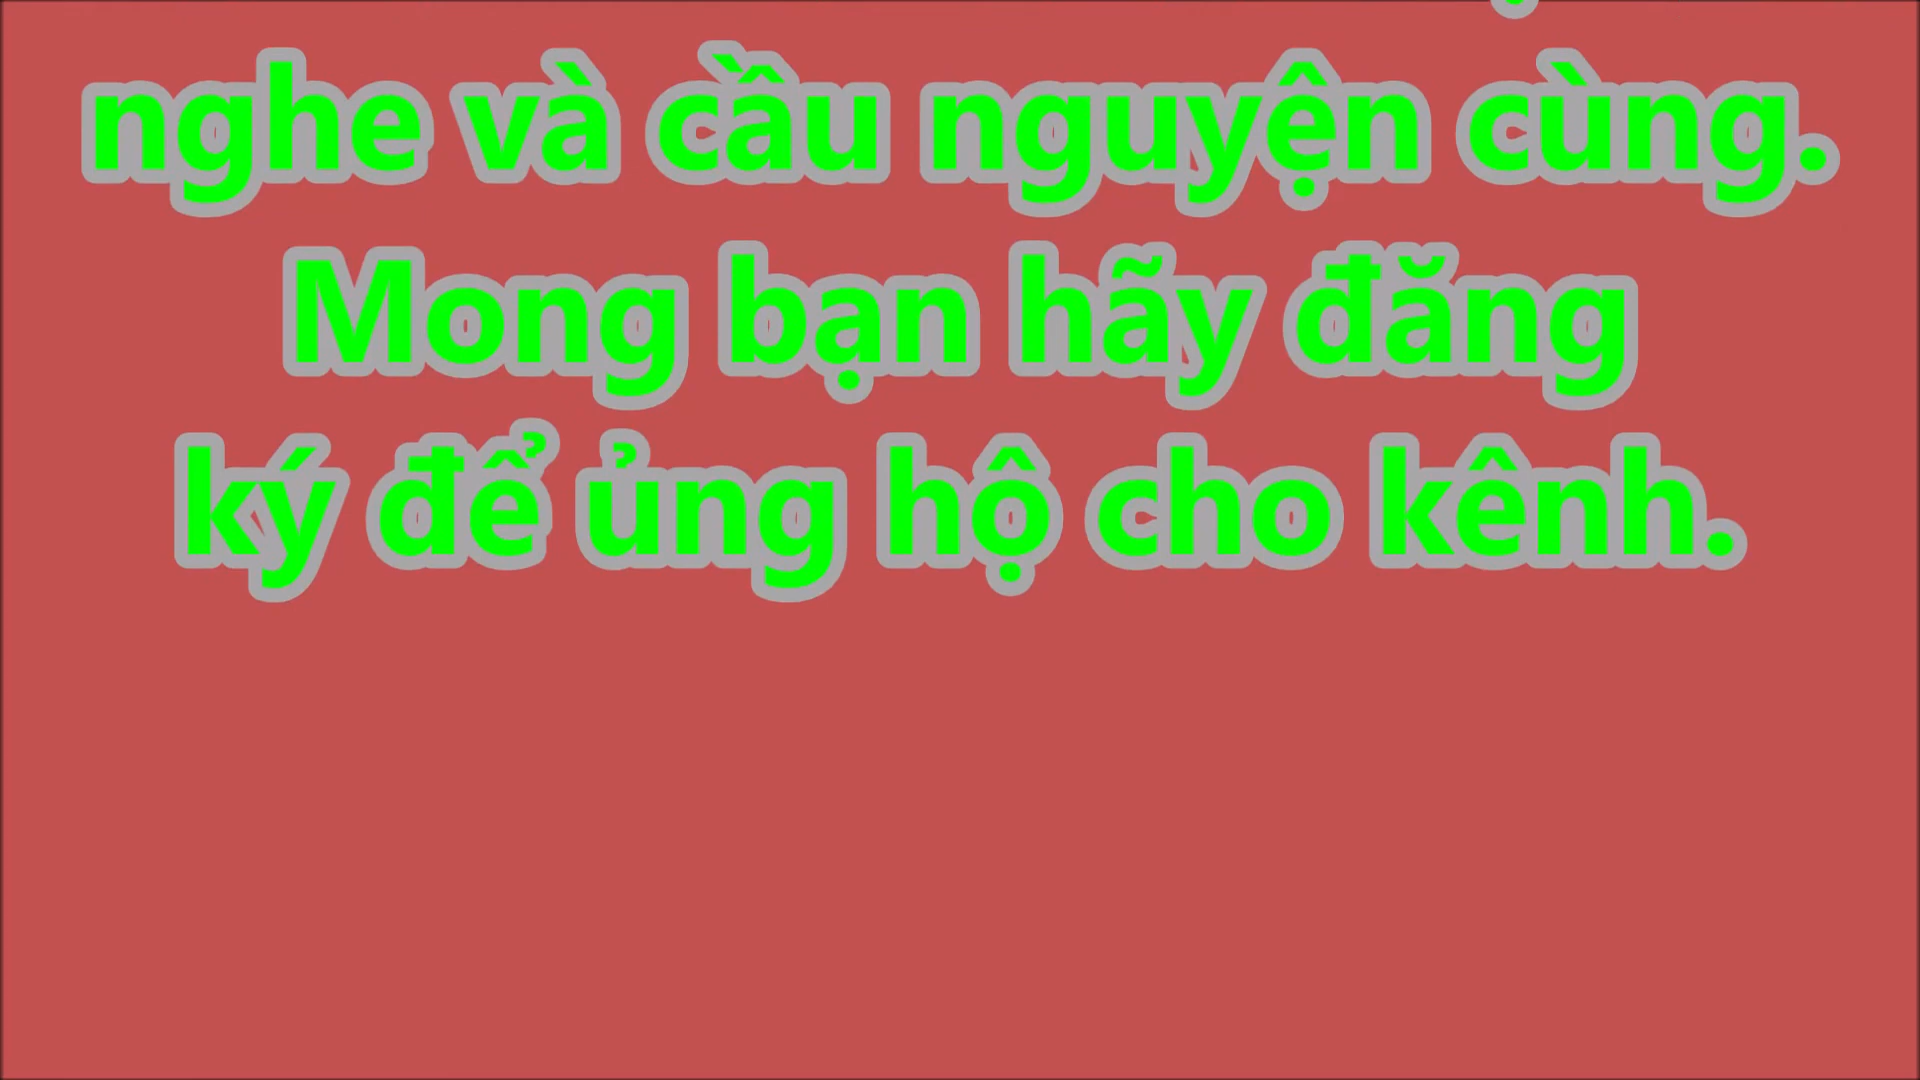 nghe và cầu nguyện cùng.
Mong bạn hãy đăng
ký để ủng hộ cho kênh.